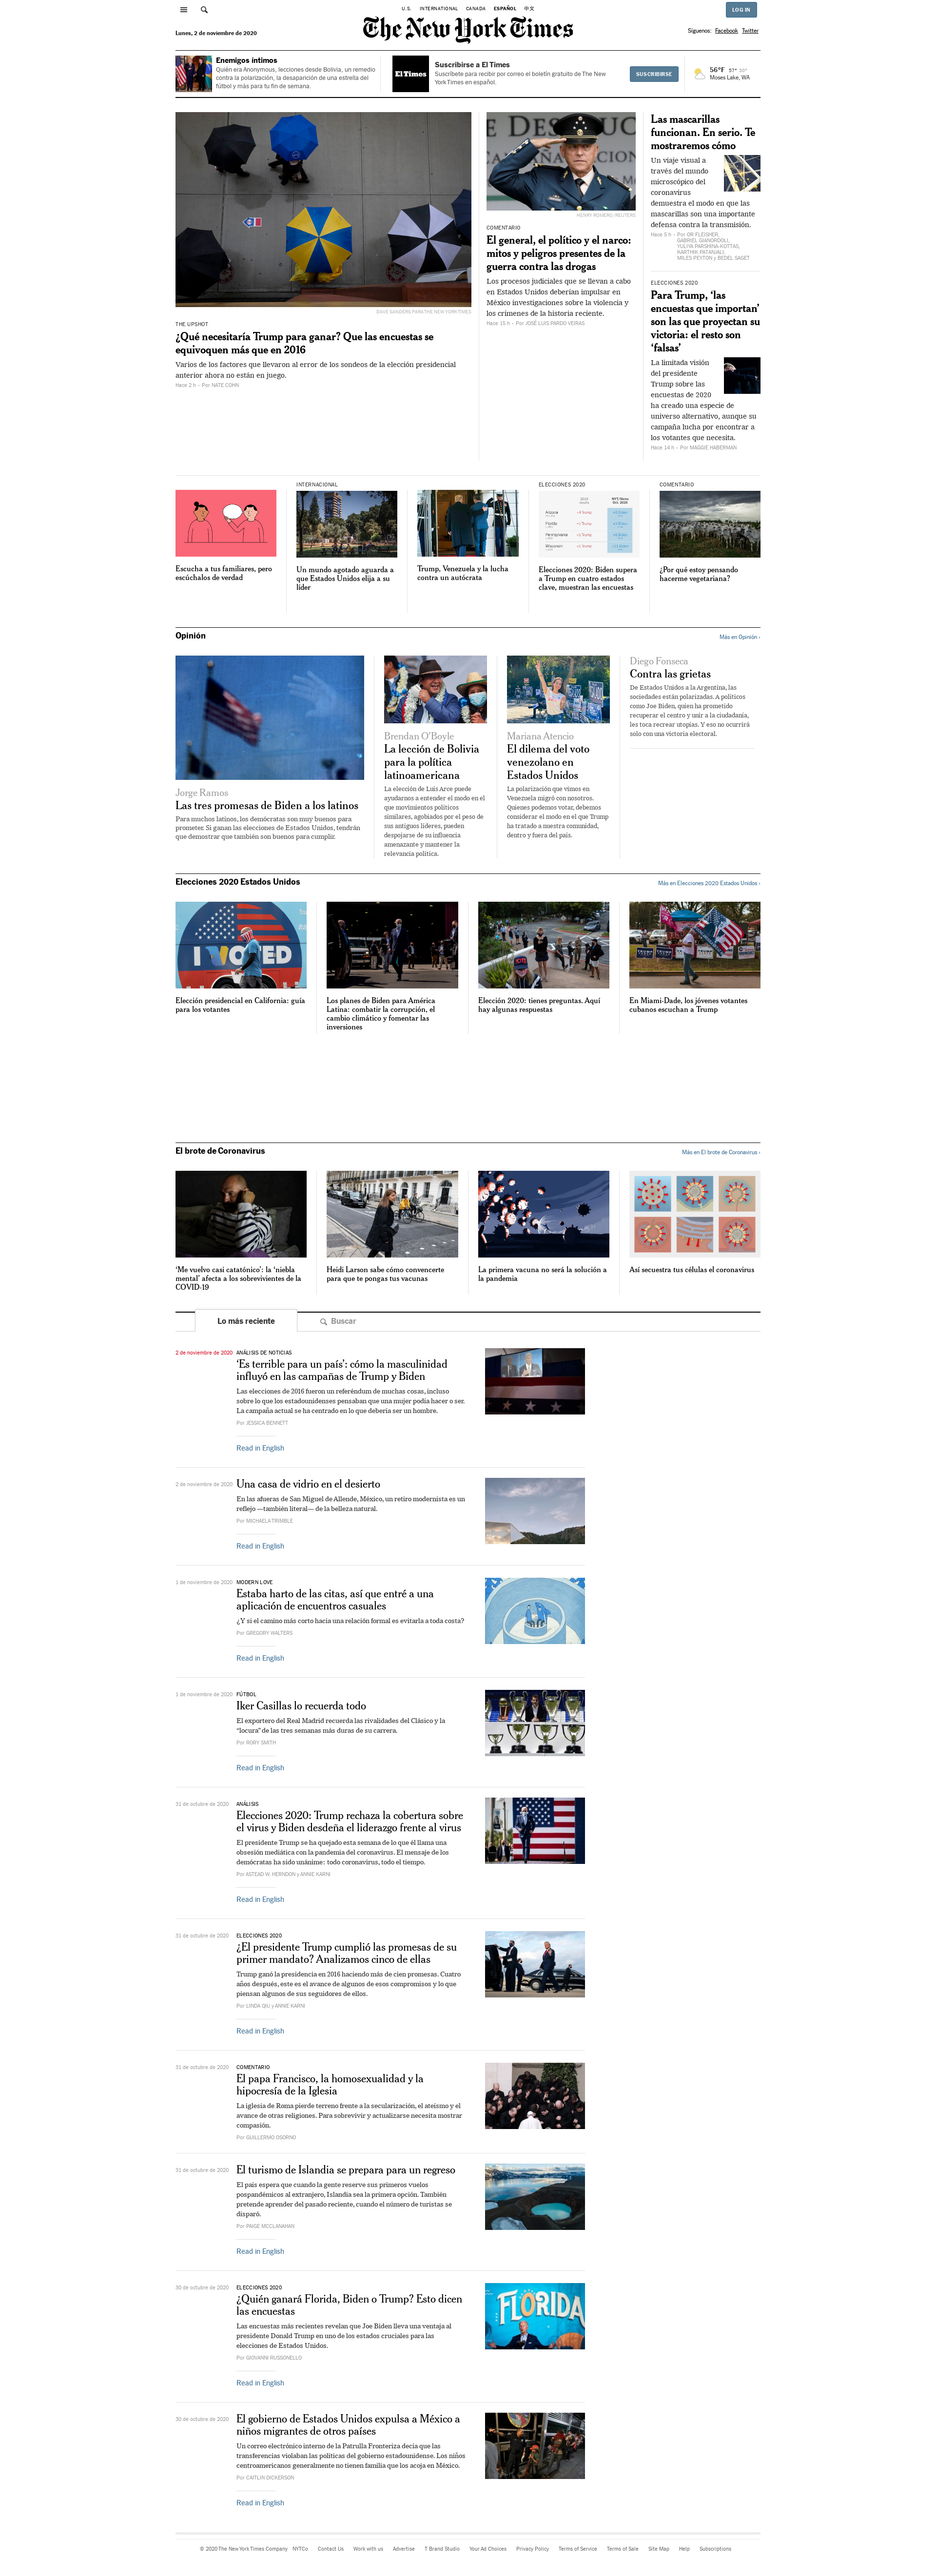 U.S. INTERNATIONAL CANADA ESPAÑOL 中文
LOG IN
The New York Times
Lunes, 2 de noviembre de 2020
Síguenos: Facebook Twitter
Enemigos íntimos
Quién era Anonymous, lecciones desde Bolivia, un remedio
contra la polarización, la desaparición de una estrella del
fútbol y más para tu fin de semana.
El Times
Suscribirse a El Times
Suscríbete para recibir por correo el boletín gratuito de The New
York Times en español.
SUSCRIBIRSE
56°F 57° 50°
Moses Lake, WA
DAVE SANDERS PARA THE NEW YORK TIMES
THE UPSHOT
¿Qué necesitaría Trump para ganar? Que las encuestas se
equivoquen más que en 2016
Varios de los factores que llevaron al error de los sondeos de la elección presidencial
anterior ahora no están en juego.
Hace 2 h - Por NATE COHN
HENRY ROMERO/REUTERS
COMENTARIO
El general, el político y el narco:
mitos y peligros presentes de la
guerra contra las drogas
Los procesos judiciales que se llevan a cabo
en Estados Unidos deberían impulsar en
México investigaciones sobre la violencia y
los crímenes de la historia reciente.
Hace 15 h - Por JOSÉ LUIS PARDO VEIRAS
Las mascarillas
funcionan. En serio. Te
mostraremos cómo
Un viaje visual a
través del mundo
microscópico del
coronavirus
demuestra el modo en que las
mascarillas son una importante
defensa contra la transmisión.
Hace 5 h - Por OR FLEISHER,
GABRIEL GIANORDOLI,
YULIYA PARSHINA-KOTTAS,
KARTHIK PATANJALI,
MILES PEYTON y BEDEL SAGET
ELECCIONES 2020
Para Trump, ‘las
encuestas que importan’
son las que proyectan su
victoria: el resto son
‘falsas’
La limitada visión
del presidente
Trump sobre las
encuestas de 2020
ha creado una especie de
universo alternativo, aunque su
campaña lucha por encontrar a
los votantes que necesita.
Hace 14 h - Por MAGGIE HABERMAN
Escucha a tus familiares, pero
escúchalos de verdad
INTERNACIONAL
Un mundo agotado aguarda a
que Estados Unidos elija a su
líder
Trump, Venezuela y la lucha
contra un autócrata
ELECCIONES 2020
Elecciones 2020: Biden supera
a Trump en cuatro estados
clave, muestran las encuestas
COMENTARIO
¿Por qué estoy pensando
hacerme vegetariana?
Opinión
Más en Opinión ›
Jorge Ramos
Las tres promesas de Biden a los latinos
Para muchos latinos, los demócratas son muy buenos para
prometer. Si ganan las elecciones de Estados Unidos, tendrán
que demostrar que también son buenos para cumplir.
Brendan O'Boyle
La lección de Bolivia
para la política
latinoamericana
La elección de Luis Arce puede
ayudarnos a entender el modo en el
que movimientos políticos
similares, agobiados por el peso de
sus antiguos líderes, pueden
despojarse de su influencia
amenazante y mantener la
relevancia política.
Mariana Atencio
El dilema del voto
venezolano en
Estados Unidos
La polarización que vimos en
Venezuela migró con nosotros.
Quienes podemos votar, debemos
considerar el modo en el que Trump
ha tratado a nuestra comunidad,
dentro y fuera del país.
Diego Fonseca
Contra las grietas
De Estados Unidos a la Argentina, las
sociedades están polarizadas. A políticos
como Joe Biden, quien ha prometido
recuperar el centro y unir a la ciudadanía,
les toca recrear utopías. Y eso no ocurrirá
solo con una victoria electoral.
Elecciones 2020 Estados Unidos
Más en Elecciones 2020 Estados Unidos ›
I VOTED
Elección presidencial en California: guía
para los votantes
Los planes de Biden para América
Latina: combatir la corrupción, el
cambio climático y fomentar las
inversiones
Elección 2020: tienes preguntas. Aquí
hay algunas respuestas
En Miami-Dade, los jóvenes votantes
cubanos escuchan a Trump
El brote de Coronavirus
Más en El brote de Coronavirus ›
‘Me vuelvo casi catatónico’: la ‘niebla
mental’ afecta a los sobrevivientes de la
COVID-19
Heidi Larson sabe cómo convencerte
para que te pongas tus vacunas
La primera vacuna no será la solución a
la pandemia
Así secuestra tus células el coronavirus
Lo más reciente
Buscar
2 de noviembre de 2020 ANÁLISIS DE NOTICIAS
‘Es terrible para un país’: cómo la masculinidad
influyó en las campañas de Trump y Biden
Las elecciones de 2016 fueron un referéndum de muchas cosas, incluso
sobre lo que los estadounidenses pensaban que una mujer podía hacer o ser.
La campaña actual se ha centrado en lo que debería ser un hombre.
Por JESSICA BENNETT
Read in English
2 de noviembre de 2020
Una casa de vidrio en el desierto
En las afueras de San Miguel de Allende, México, un retiro modernista es un
reflejo —también literal— de la belleza natural.
Por MICHAELA TRIMBLE
Read in English
1 de noviembre de 2020 MODERN LOVE
Estaba harto de las citas, así que entré a una
aplicación de encuentros casuales
¿Y si el camino más corto hacia una relación formal es evitarla a toda costa?
Por GREGORY WALTERS
Read in English
1 de noviembre de 2020 FÚTBOL
Iker Casillas lo recuerda todo
El exportero del Real Madrid recuerda las rivalidades del Clásico y la
“locura” de las tres semanas más duras de su carrera.
Por RORY SMITH
Read in English
31 de octubre de 2020 ANÁLISIS
Elecciones 2020: Trump rechaza la cobertura sobre
el virus y Biden desdeña el liderazgo frente al virus
El presidente Trump se ha quejado esta semana de lo que él llama una
obsesión mediática con la pandemia del coronavirus. El mensaje de los
demócratas ha sido unánime: todo coronavirus, todo el tiempo.
Por ASTEAD W. HERNDON y ANNIE KARNI
Read in English
31 de octubre de 2020 ELECCIONES 2020
¿El presidente Trump cumplió las promesas de su
primer mandato? Analizamos cinco de ellas
Trump ganó la presidencia en 2016 haciendo más de cien promesas. Cuatro
años después, este es el avance de algunos de esos compromisos y lo que
piensan algunos de sus seguidores de ellos.
Por LINDA QIU y ANNIE KARNI
Read in English
31 de octubre de 2020 COMENTARIO
El papa Francisco, la homosexualidad y la
hipocresía de la Iglesia
La iglesia de Roma pierde terreno frente a la secularización, el ateísmo y el
avance de otras religiones. Para sobrevivir y actualizarse necesita mostrar
compasión.
Por GUILLERMO OSORNO
31 de octubre de 2020
El turismo de Islandia se prepara para un regreso
El país espera que cuando la gente reserve sus primeros vuelos
pospandémicos al extranjero, Islandia sea la primera opción. También
pretende aprender del pasado reciente, cuando el número de turistas se
disparó.
Por PAIGE MCCLANAHAN
Read in English
30 de octubre de 2020 ELECCIONES 2020
¿Quién ganará Florida, Biden o Trump? Esto dicen
las encuestas
Las encuestas más recientes revelan que Joe Biden lleva una ventaja al
presidente Donald Trump en uno de los estados cruciales para las
elecciones de Estados Unidos.
Por GIOVANNI RUSSONELLO
Read in English
FLORIDA
30 de octubre de 2020
El gobierno de Estados Unidos expulsa a México a
niños migrantes de otros países
Un correo electrónico interno de la Patrulla Fronteriza decía que las
transferencias violaban las políticas del gobierno estadounidense. Los niños
centroamericanos generalmente no tienen familia que los acoja en México.
Por CAITLIN DICKERSON
Read in English
© 2020 The New York Times Company NYTCo Contact Us Work with us Advertise T Brand Studio Your Ad Choices Privacy Policy Terms of Service Terms of Sale Site Map Help Subscriptions